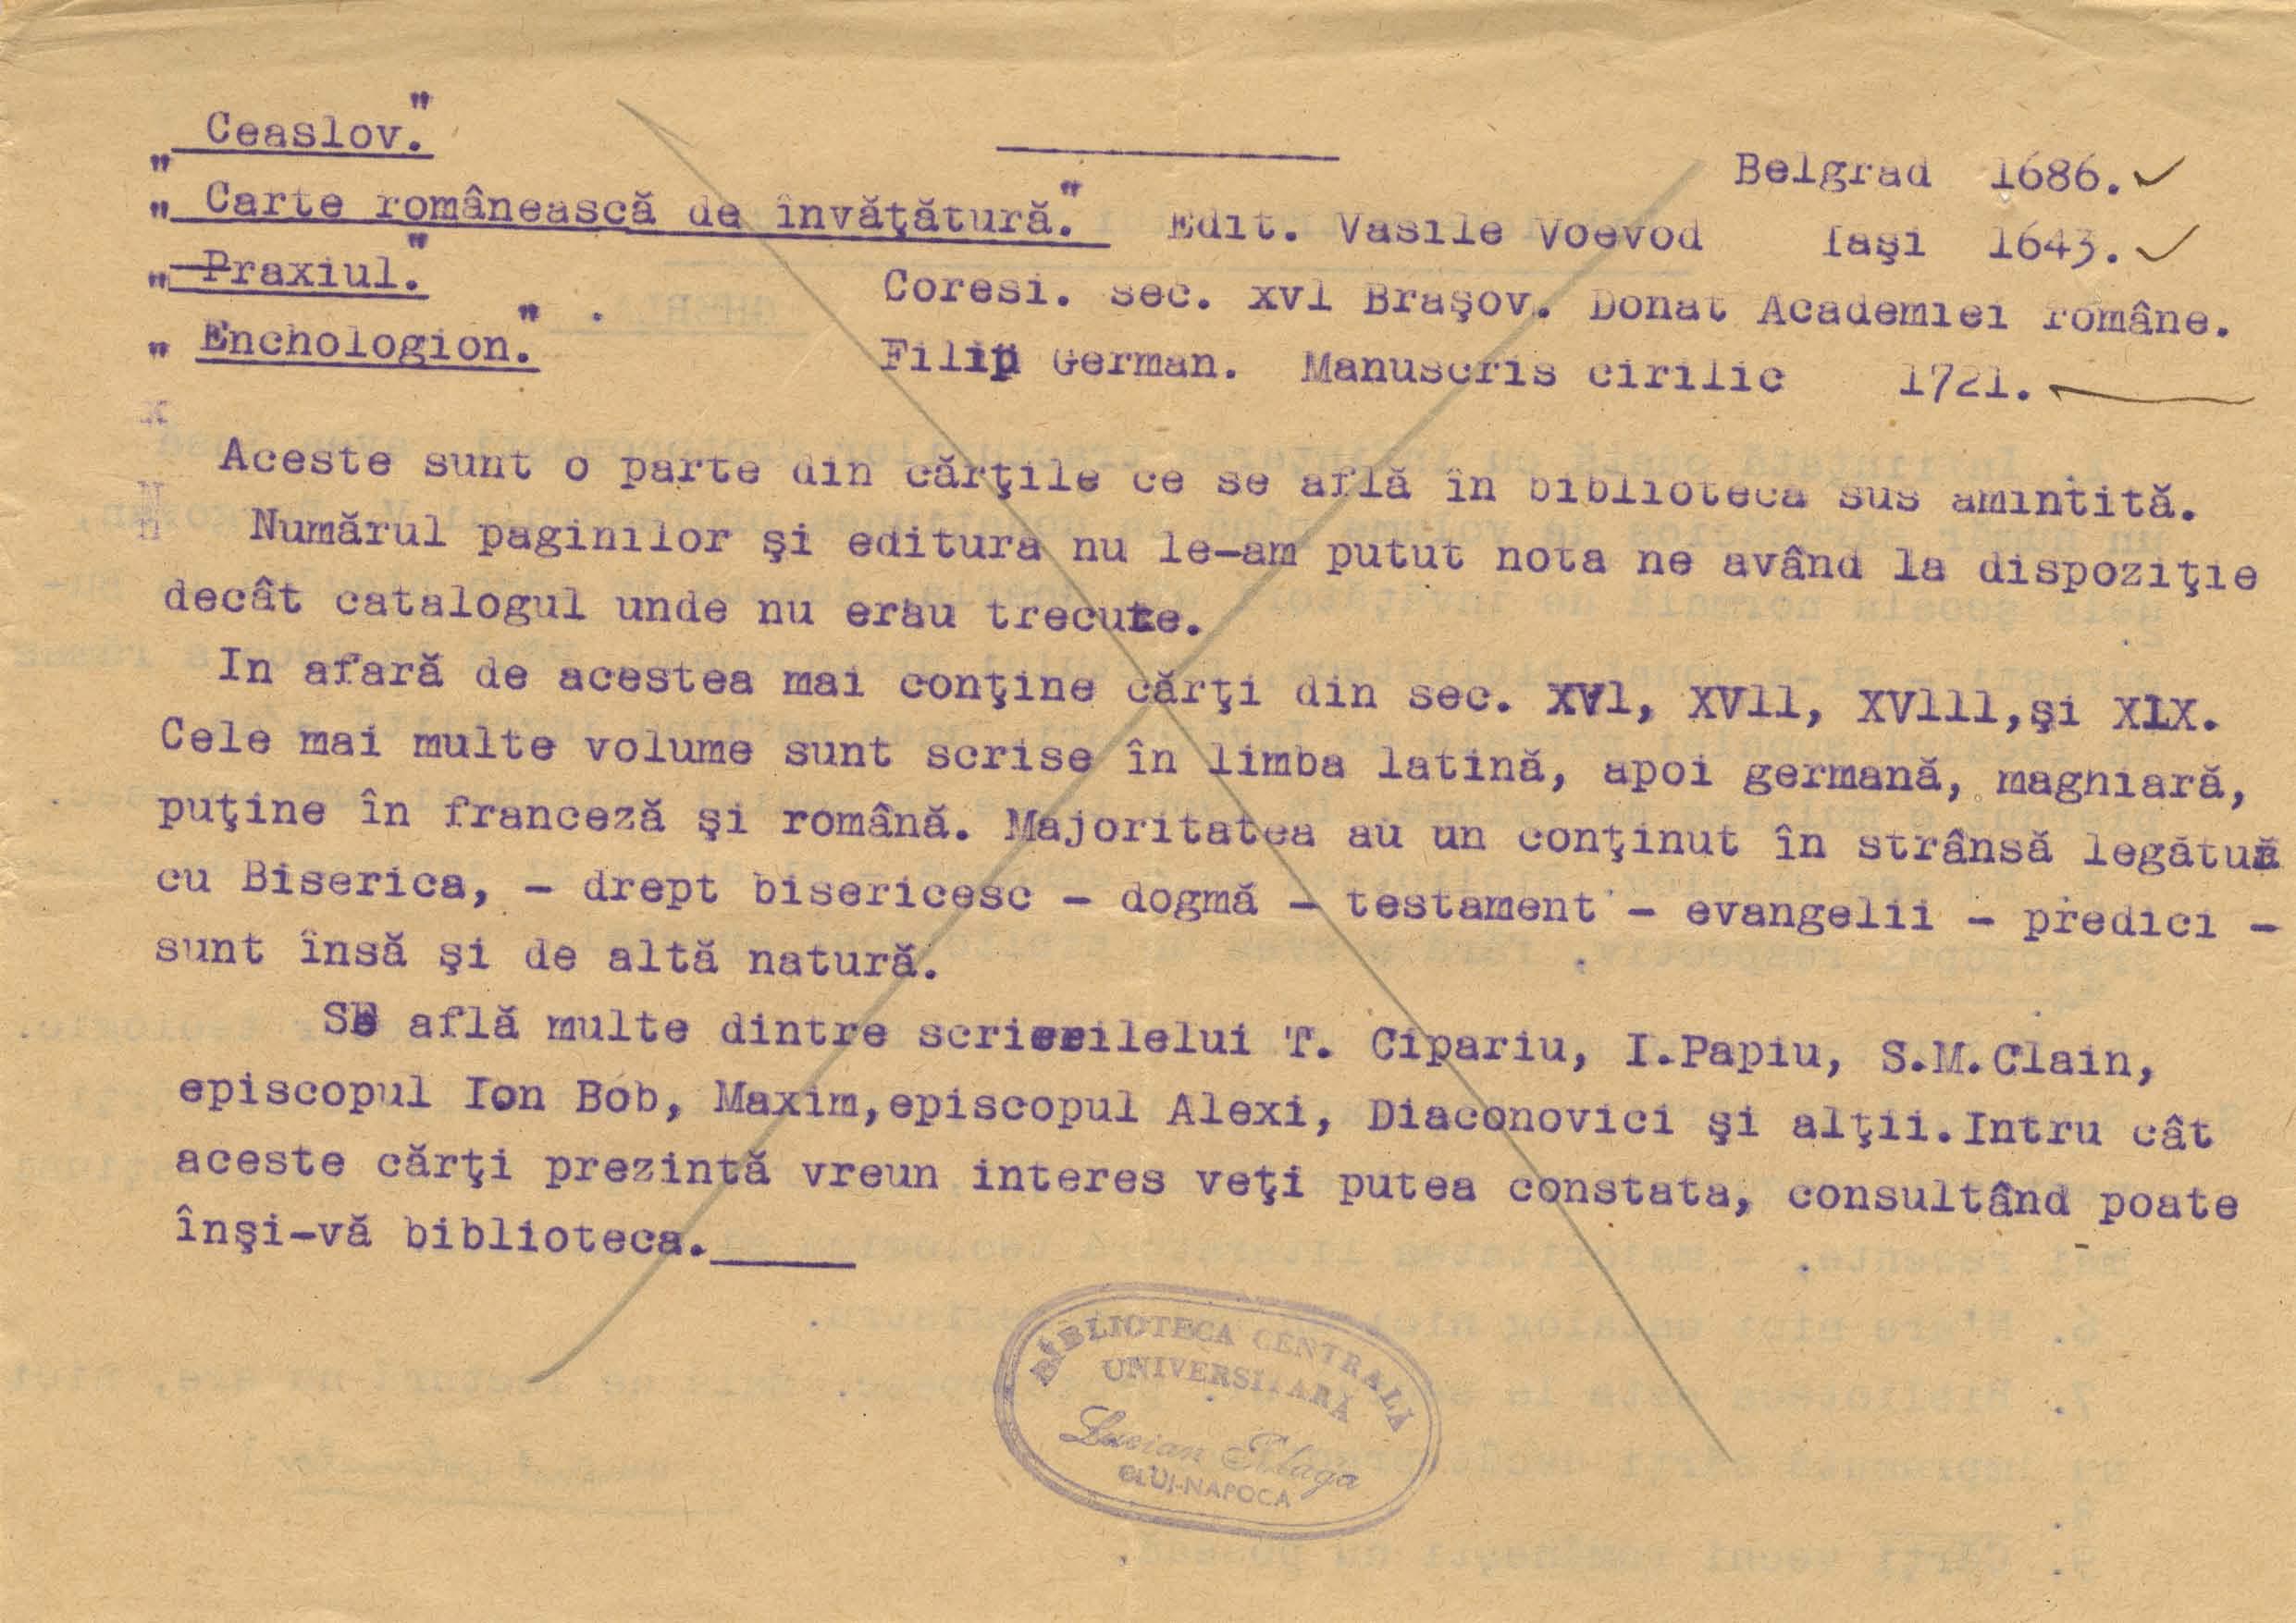 „ Ceaslov." ________ Belgrad 1686.
„ Carte românească de învăţătură." Edit. Vasile Voevod Iaşi 1643.
„ Praxiul." Coresi. sec. xvl Braşov. Donat Academiei române.
„ Enchologion." Filip German. Manuscris cirilic 1721.
Aceste sunt o parte din cărţile ce se află în biblioteca sus amintită.
Numărul paginilor şi editura nu le-am putut nota ne având la dispoziţie
decât catalogul unde nu erau trecute.
In afară de acestea mai conţine cărţi din sec. XVl, XVll, XVlll,şi XlX.
Cele mai multe volume sunt scrise în limba latină, apoi germană, maghiară,
puţine în franceză şi română. Majoritatea au un conţinut în strânsă legătură
cu Biserica, - drept bisericesc - dogmă - testament - evangelii - predici -
sunt însă şi de altă natură.
Se află multe dintre scrierilelui T. Cipariu, I.Papiu, S.M.Clain,
episcopul Ion Bob, Maxim,episcopul Alexi, Diaconovici şi alţii.Intru cât
aceste cărţi prezintă vreun interes veţi putea constata, consultând poate
înşi-vă biblioteca.
BIBLIOTECA CENTRALĂ
UNIVERSITARĂ
Lucian Blaga
CLUJ-NAPOCA